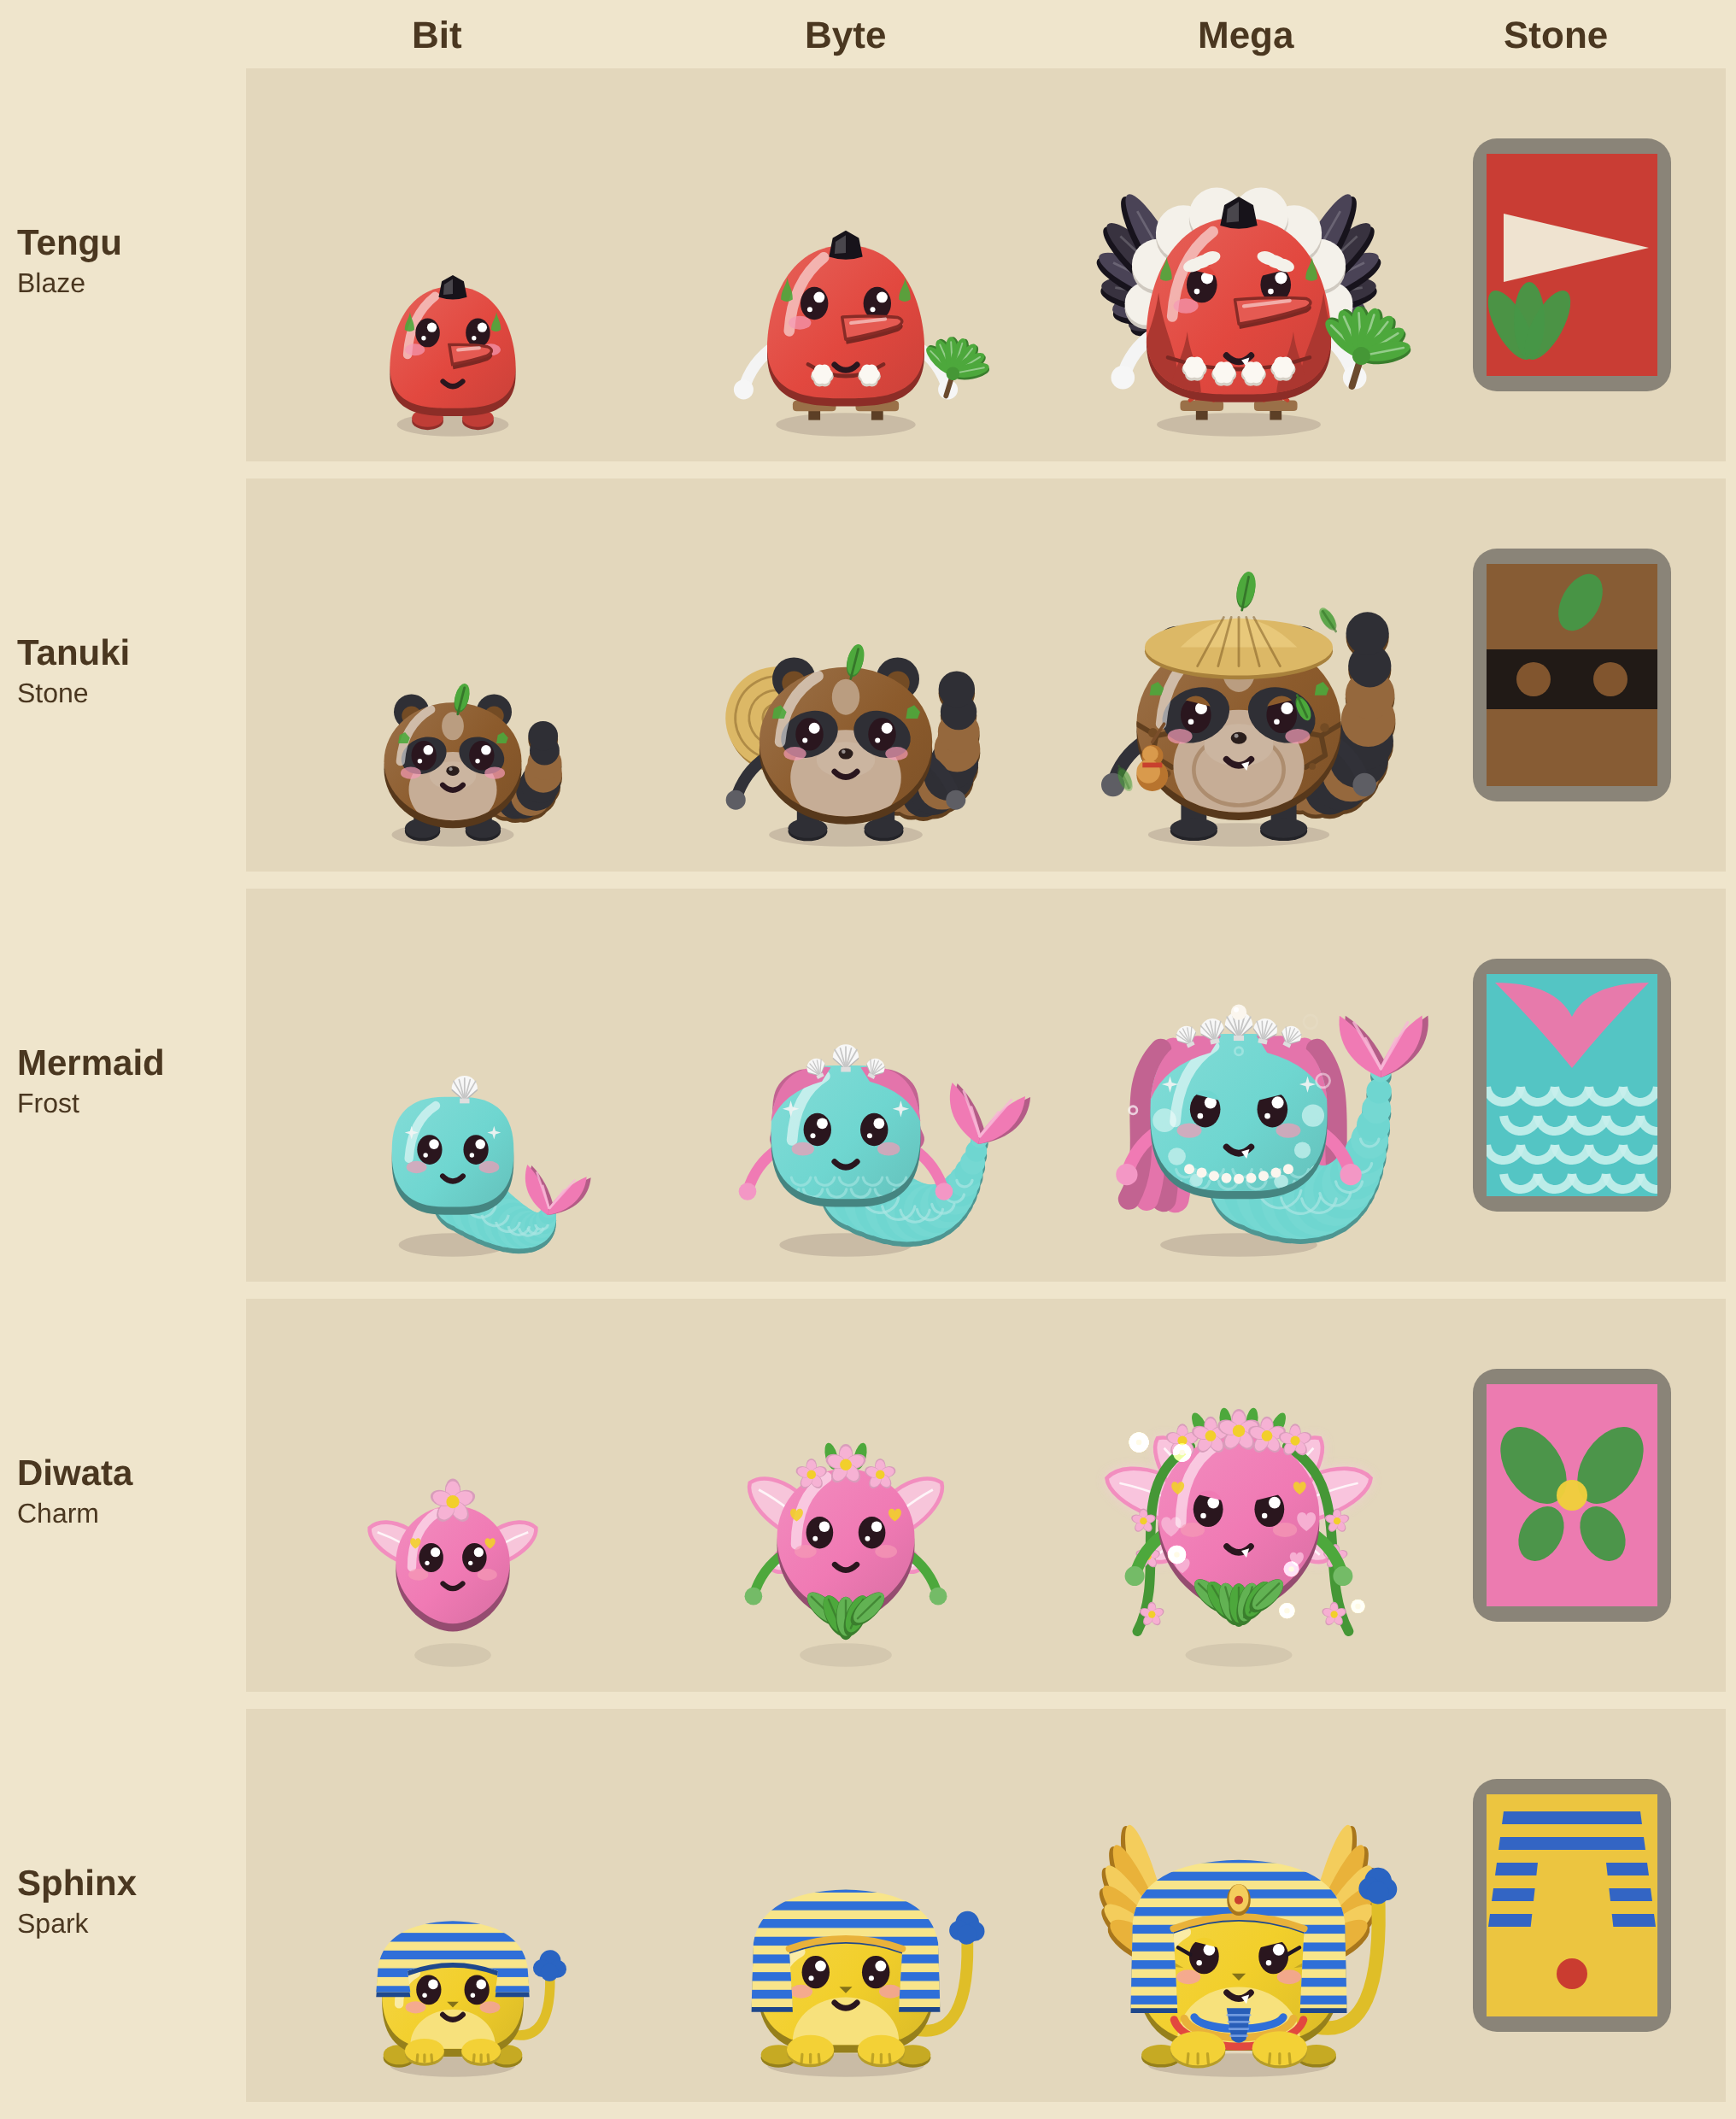 Bit Byte Mega Stone
Tengu
Blaze
Tanuki
Stone
Mermaid
Frost
Diwata
Charm
Sphinx
Spark